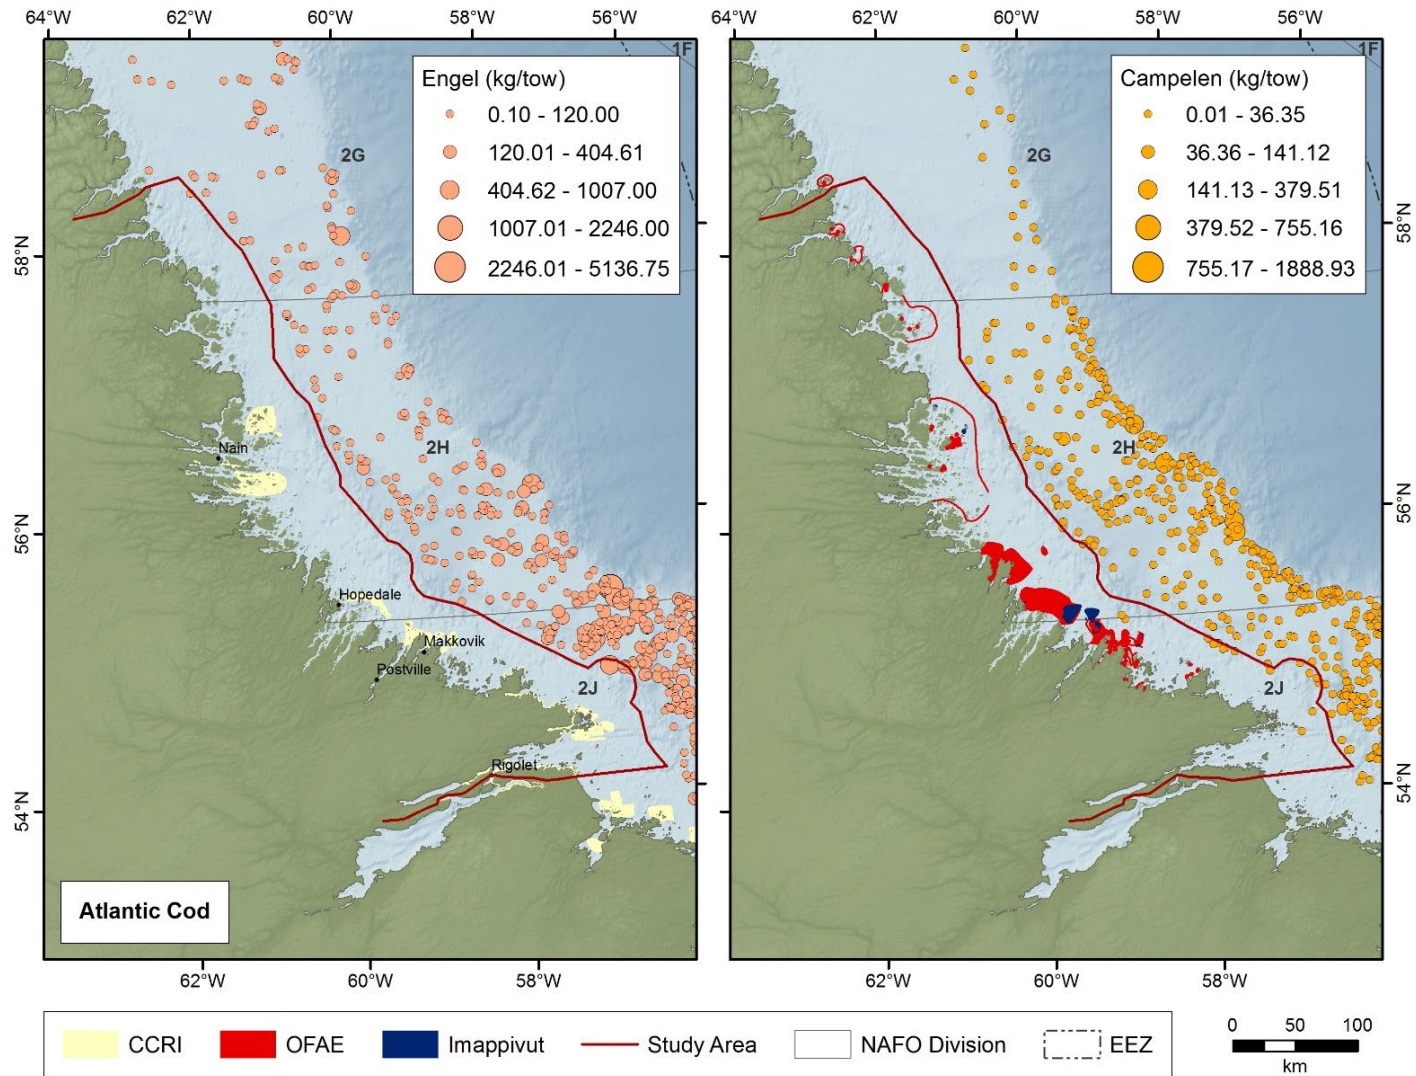 64°W 62°W 60°W 58°W 56°W
64°W 62°W 60°W 58°W 56°W
Engel (kg/tow)
0.10 - 120.00
120.01 - 404.61
404.62 - 1007.00
1007.01 - 2246.00
2246.01 - 5136.75
1F
Campelen (kg/tow)
0.01 - 36.35
36.36 - 141.12
141.13 - 379.51
379.52 - 755.16
755.17 - 1888.93
1F
2G
2G
58°N
58°N
2H
2H
Nain
56°N
56°N
Hopedale
Makkovik
Postville
2J
2J
Rigolet
54°N
54°N
Atlantic Cod
62°W 60°W 58°W
62°W 60°W 58°W
CCRI
OFAE
Imappivut
Study Area
NAFO Division
EEZ
0 50 100
km